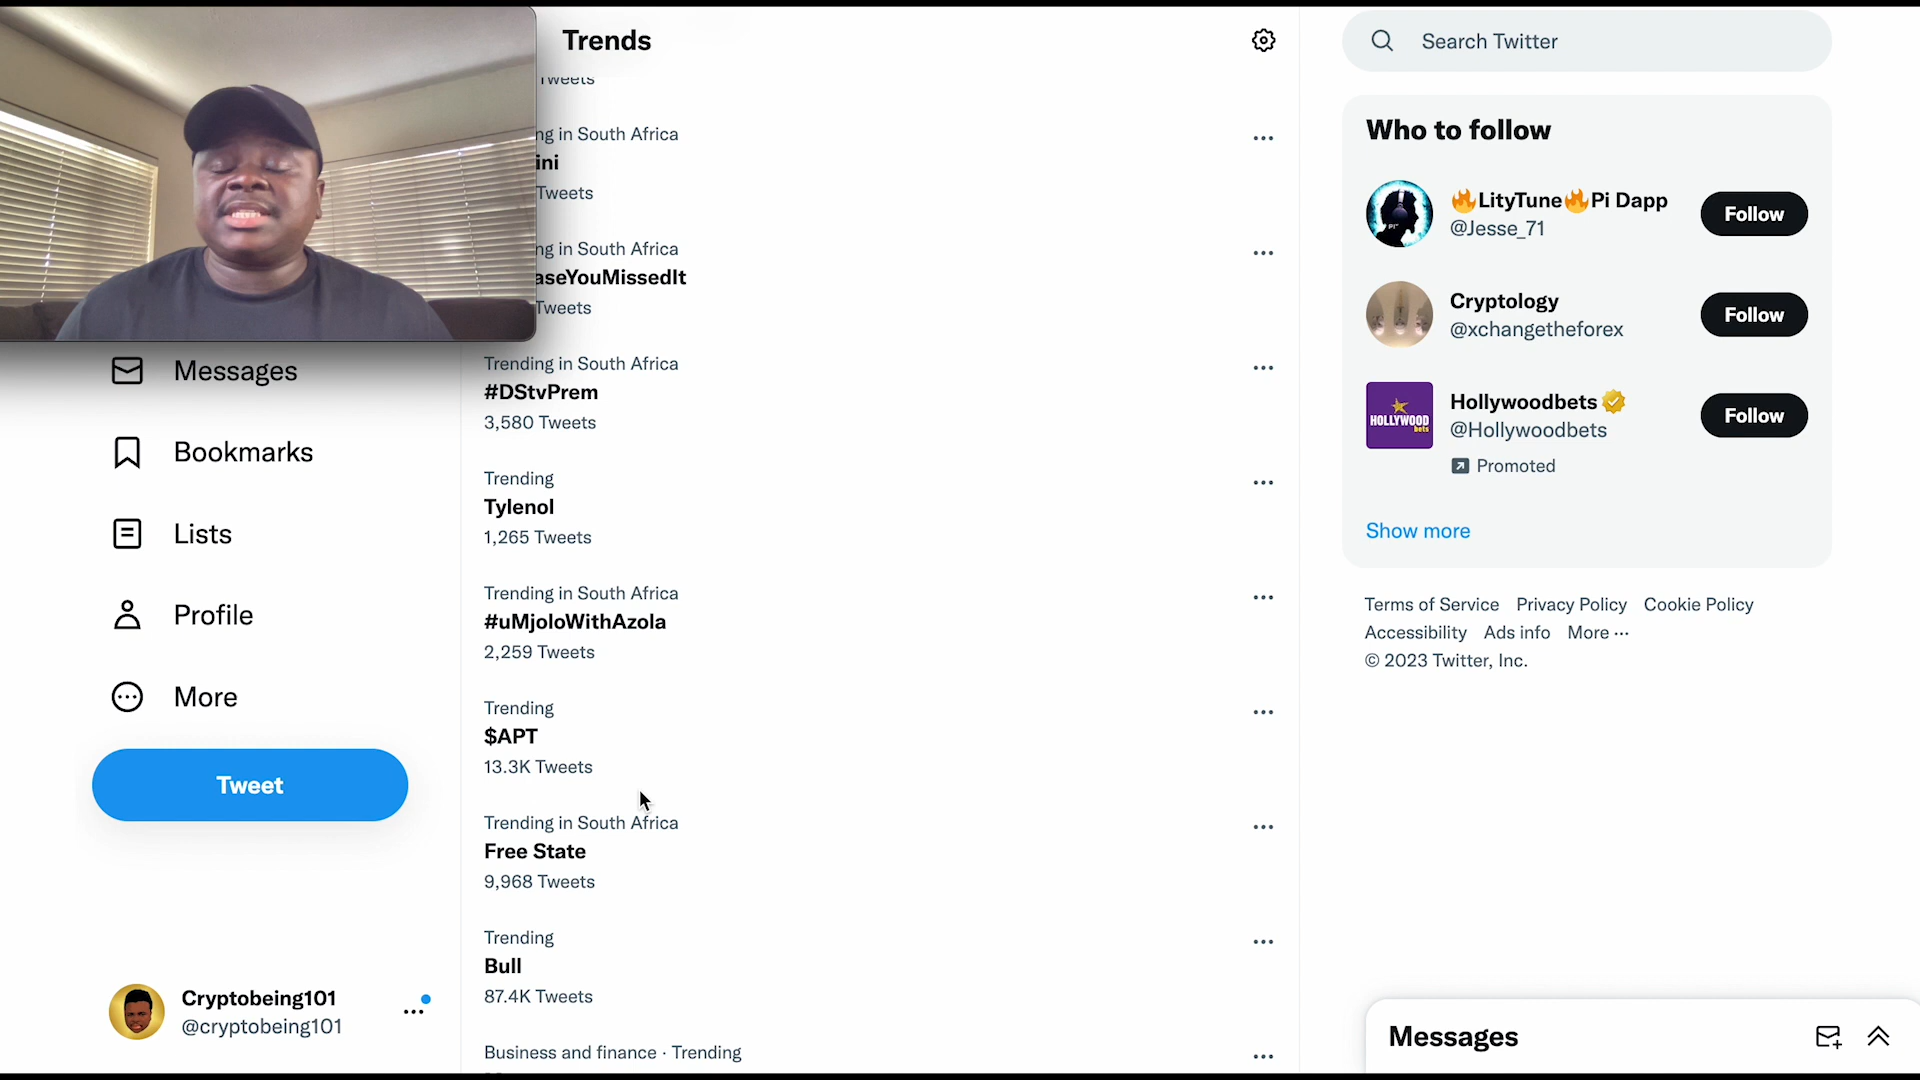 Trends
Tweets
ng in South Africa
ini
Tweets
ng in South Africa
aseYouMissedIt
Tweets
Trending in South Africa
#DStvPrem
3,580 Tweets
Trending
Tylenol
1,265 Tweets
Trending in South Africa
#uMjoloWithAzola
2,259 Tweets
Trending
$APT
13.3K Tweets
Trending in South Africa
Free State
9,968 Tweets
Trending
Bull
87.4K Tweets
Business and finance · Trending
Messages
Bookmarks
Lists
Profile
More
Tweet
Cryptobeing101
@cryptobeing101
Search Twitter
Who to follow
🔥LityTune🔥Pi Dapp
@Jesse_71
Follow
Cryptology
@xchangetheforex
Follow
HOLLYWOOD
bets
Hollywoodbets
@Hollywoodbets
Promoted
Follow
Show more
Terms of Service Privacy Policy Cookie Policy
Accessibility Ads info More ···
© 2023 Twitter, Inc.
Messages